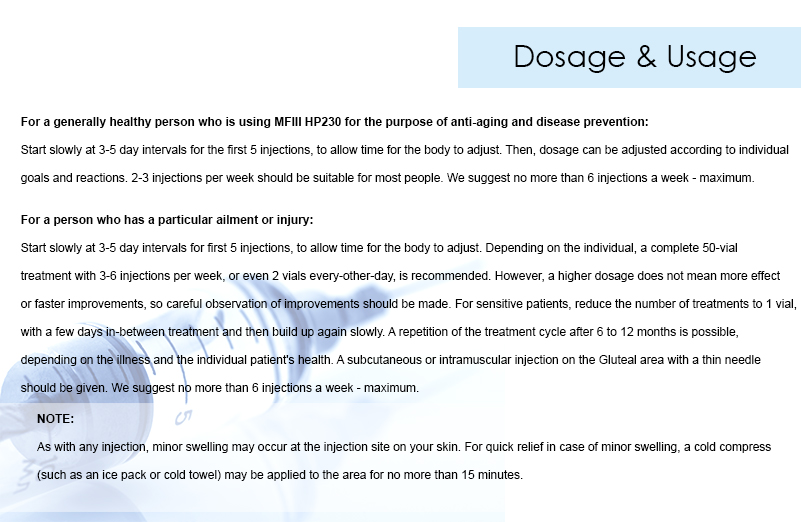 Dosage & Usage
For a generally healthy person who is using MFIII HP230 for the purpose of anti-aging and disease prevention:
Start slowly at 3-5 day intervals for the first 5 injections, to allow time for the body to adjust. Then, dosage can be adjusted according to individual
goals and reactions. 2-3 injections per week should be suitable for most people. We suggest no more than 6 injections a week - maximum.
For a person who has a particular ailment or injury:
Start slowly at 3-5 day intervals for first 5 injections, to allow time for the body to adjust. Depending on the individual, a complete 50-vial
treatment with 3-6 injections per week, or even 2 vials every-other-day, is recommended. However, a higher dosage does not mean more effect
or faster improvements, so careful observation of improvements should be made. For sensitive patients, reduce the number of treatments to 1 vial,
with a few days in-between treatment and then build up again slowly. A repetition of the treatment cycle after 6 to 12 months is possible,
depending on the illness and the individual patient's health. A subcutaneous or intramuscular injection on the Gluteal area with a thin needle
should be given. We suggest no more than 6 injections a week - maximum.
NOTE:
As with any injection, minor swelling may occur at the injection site on your skin. For quick relief in case of minor swelling, a cold compress
(such as an ice pack or cold towel) may be applied to the area for no more than 15 minutes.
5